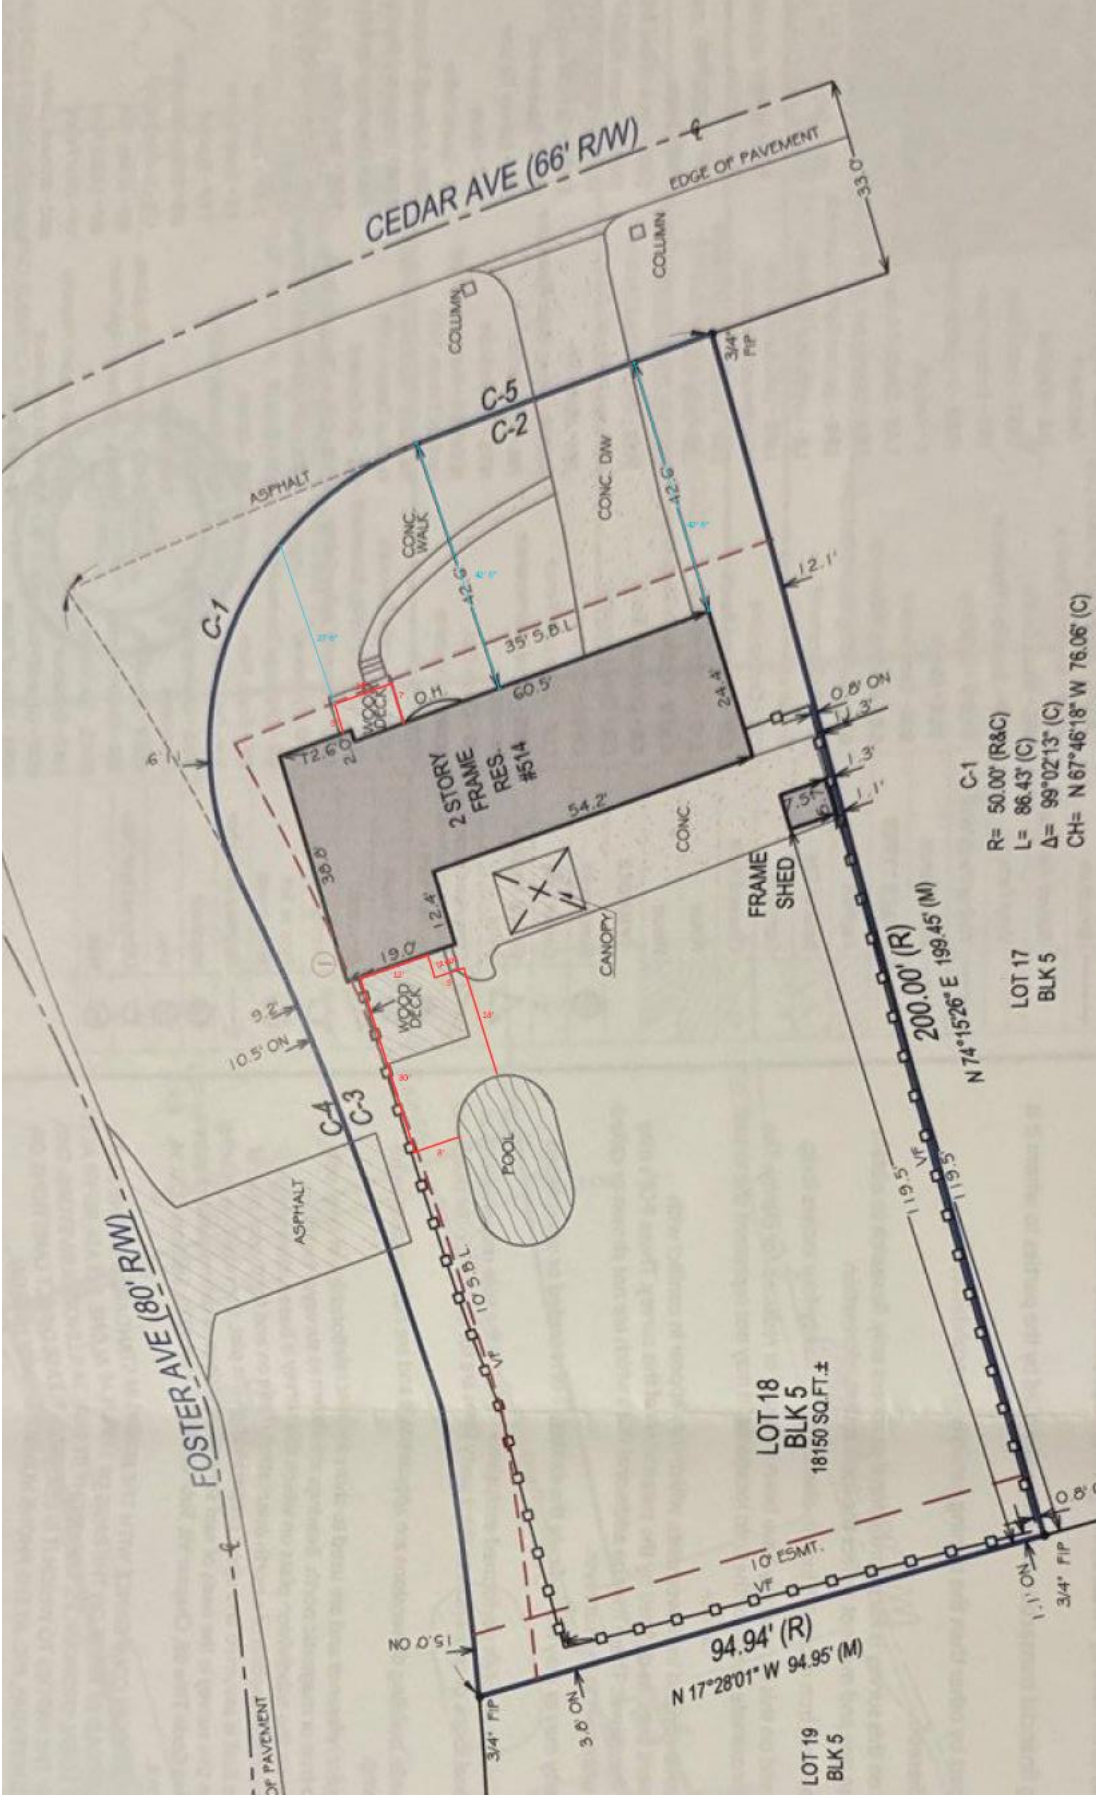 CEDAR AVE (66' R/W)
EDGE OF PAVEMENT
33.0'
COLUMN
COLUMN
3/4"
FIP
C-5
C-2
ASPHALT
CONC.
WALK
CONC. D/W
42.6'
42.6'
35' S.B.L.
12.1'
C-1
WOOD
DECK
O.H.
60.5'
24.4'
12.6'
2.0'
2 STORY
FRAME
RES.
#514
54.2'
38.8'
12.4'
19.0'
0.8' ON
7.5'
1.1'
CONC.
FRAME
SHED
CANOPY
WOOD
DECK
12'
18'
30'
8'
9.2'
10.5' ON
C-4
C-3
POOL
ASPHALT
FOSTER AVE (80' R/W)
10' S.B.L.
VF
200.00' (R)
N 74°15'26" E 199.45' (M)
119.5'
VF
119.5'
C-1
R= 50.00' (R&C)
L= 86.43' (C)
Δ= 99°02'13" (C)
CH= N 67°46'18" W 76.06' (C)
LOT 17
BLK 5
LOT 18
BLK 5
18150 SQ.FT.±
10' ESMT.
VF
15.0' ON
94.94' (R)
N 17°28'01" W 94.95' (M)
3/4" FIP
3.8' ON
1.1' ON
3/4" FIP
LOT 19
BLK 5
OF PAVEMENT